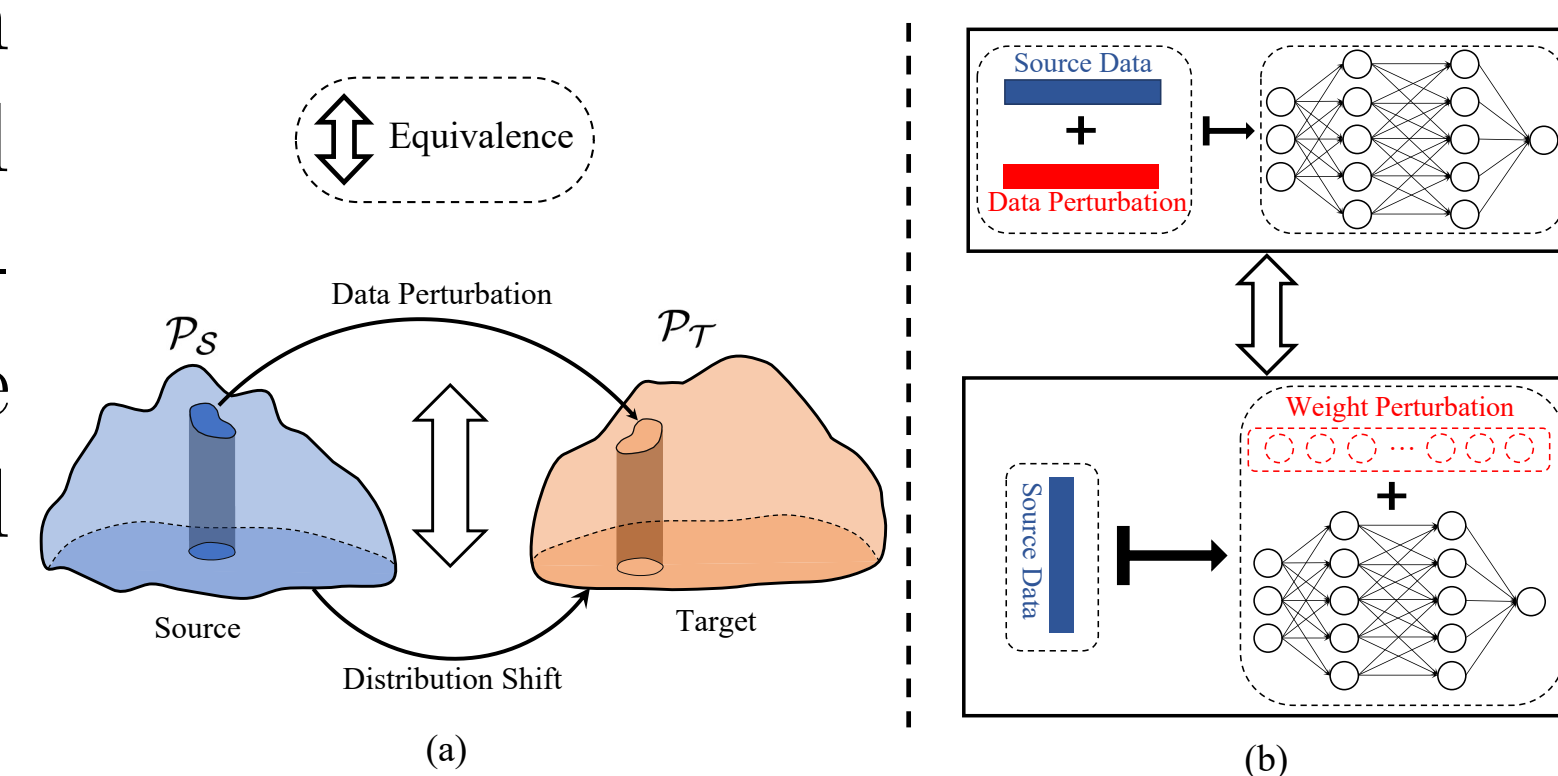 n
l
l
-
e
l
Equivalence
Data Perturbation
𝒫_𝒮
𝒫_𝒯
Source
Target
Distribution Shift
(a)
Source Data
+
Data Perturbation
Weight Perturbation
...
+
Source Data
(b)